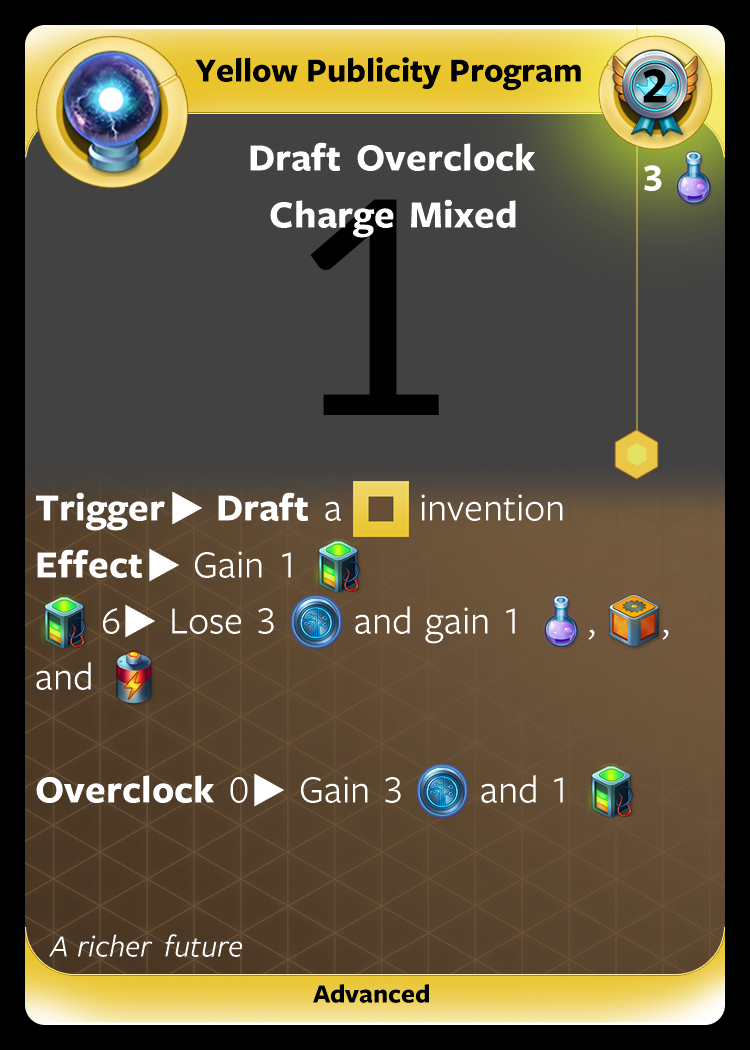 Yellow Publicity Program
2
Draft Overclock
3
Charge Mixed
1
Trigger▶ Draft a invention
Effect▶ Gain 1
6▶ Lose 3 and gain 1 , ,
and
Overclock 0▶ Gain 3 and 1
A richer future
Advanced